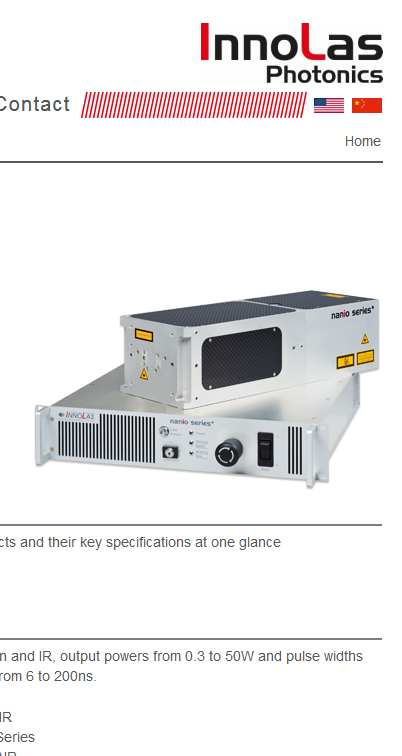 InnoLas
Photonics
Contact
Home
nanio series+
INNOLAS
nanio series+
cts and their key specifications at one glance
n and IR, output powers from 0.3 to 50W and pulse widths
rom 6 to 200ns.
IR
Series